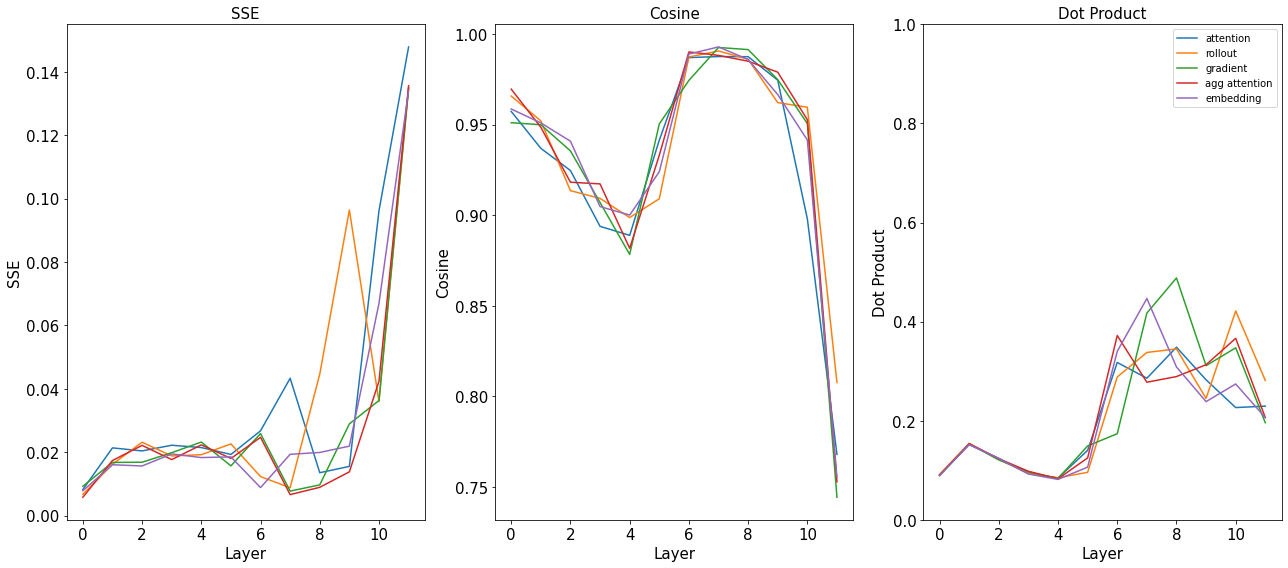 SSE
SSE
0.14
0.12
0.10
0.08
0.06
0.04
0.02
0.00
0 2 4 6 8 10
Layer
Cosine
Cosine
1.00
0.95
0.90
0.85
0.80
0.75
0 2 4 6 8 10
Layer
Dot Product
Dot Product
1.0
0.8
0.6
0.4
0.2
0.0
0 2 4 6 8 10
Layer
attention
rollout
gradient
agg attention
embedding